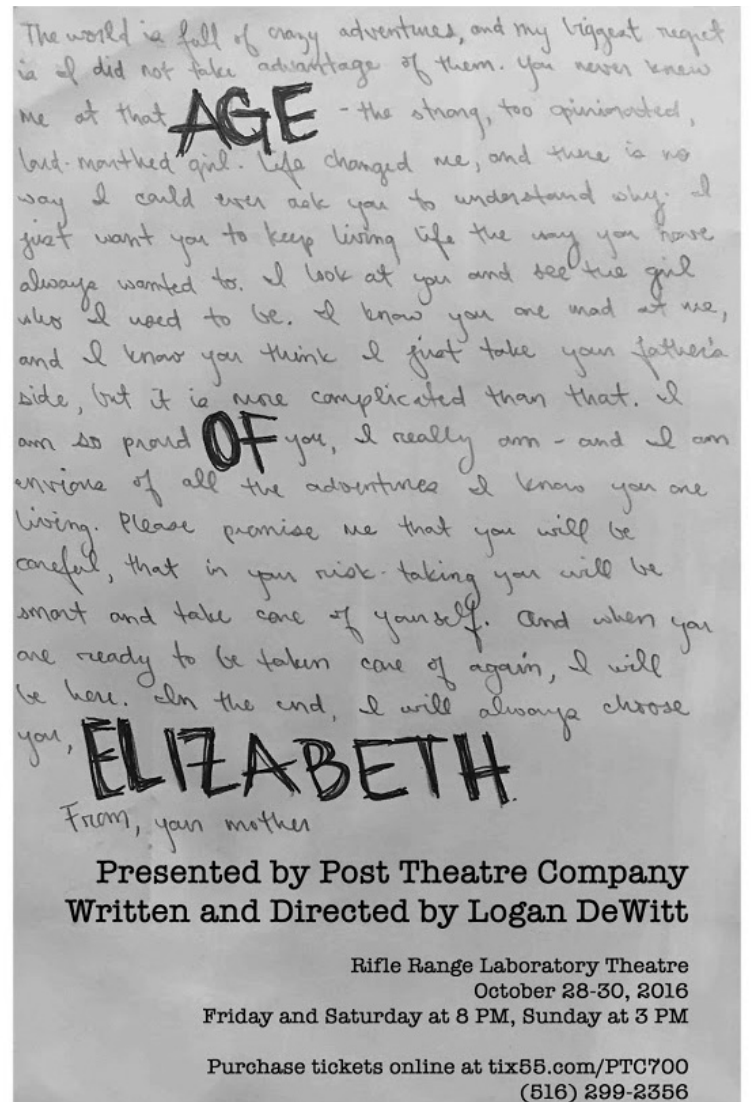 The world is full of crazy adventures, and my biggest regret
is I did not take advantage of them. You never knew
me at that AGE - the strong, too opinionated,
loud-mouthed girl. Life changed me, and there is no
way I could ever ask you to understand why. I
just want you to keep living life the way you have
always wanted to. I look at you and see the girl
who I used to be. I know you are mad at me,
and I know you think I just take your father's
side, but it is more complicated than that. I
am so proud OF you, I really am - and I am
envious of all the adventures I know you are
living. Please promise me that you will be
careful, that in your risk-taking you will be
smart and take care of yourself. And when you
are ready to be taken care of again, I will
be here. In the end, I will always choose
you, ELIZABETH.
From, your mother
Presented by Post Theatre Company
Written and Directed by Logan DeWitt
Rifle Range Laboratory Theatre
October 28-30, 2016
Friday and Saturday at 8 PM, Sunday at 3 PM
Purchase tickets online at tix55.com/PTC700
(516) 299-2356